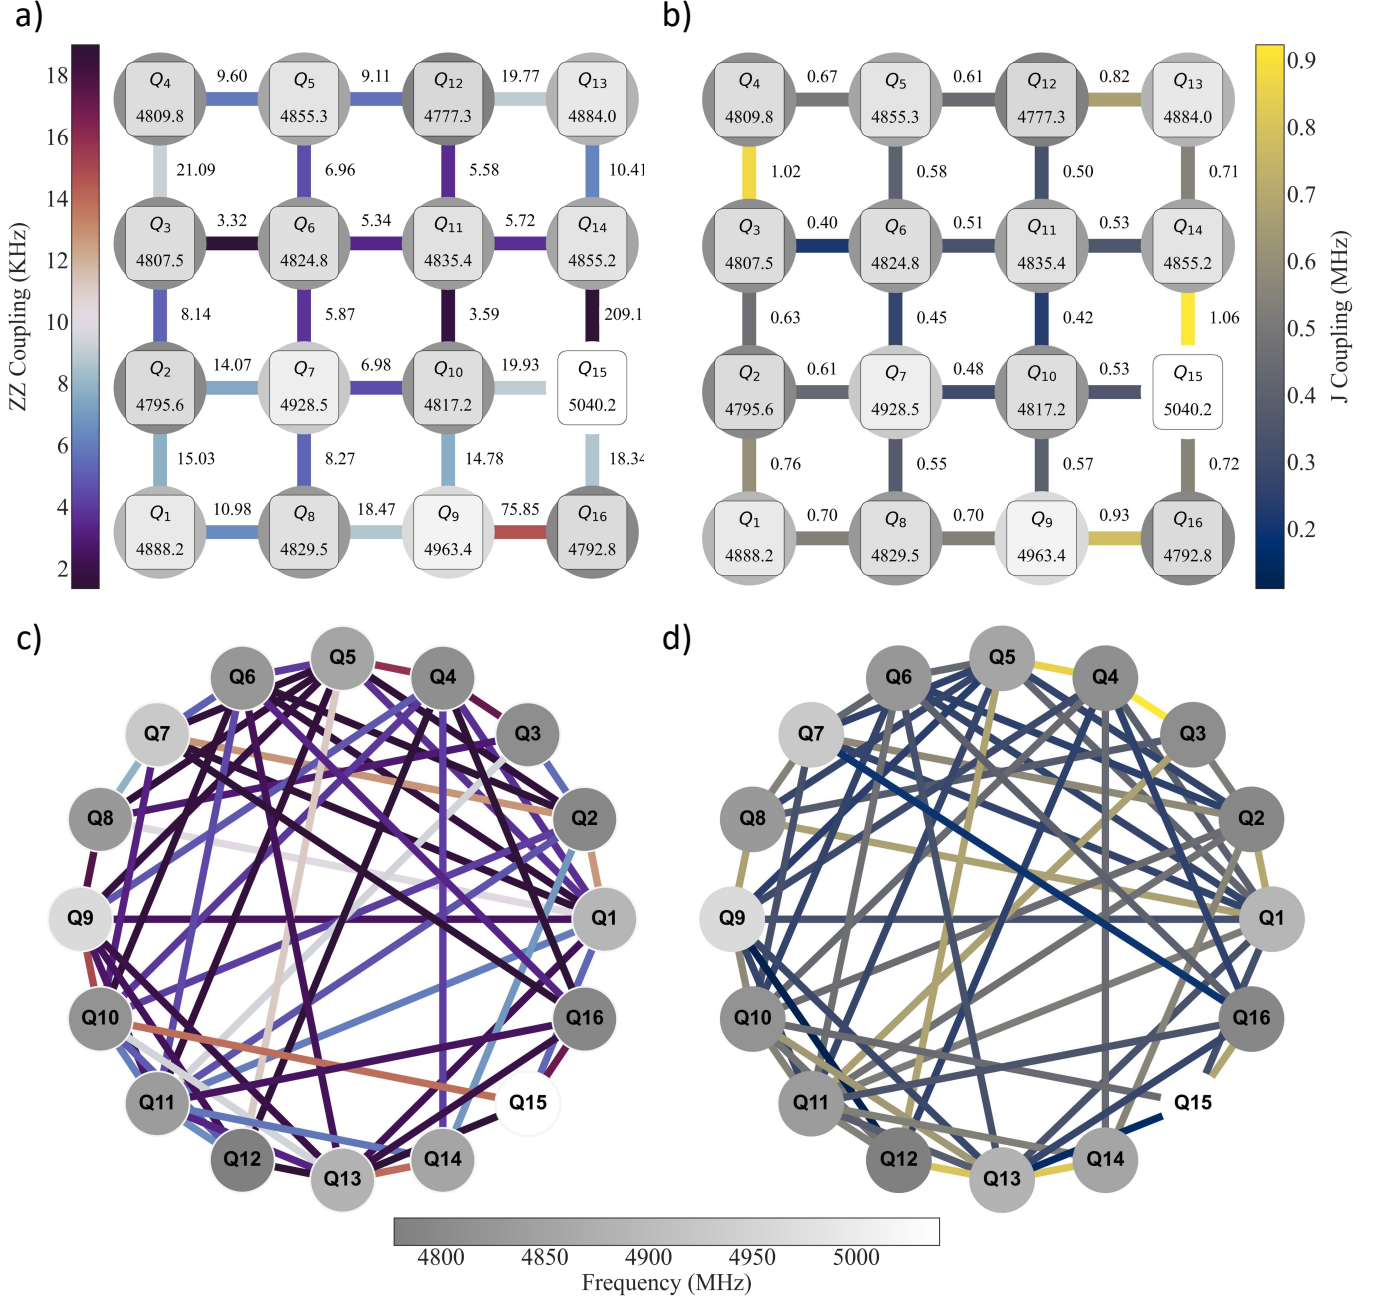 a)
ZZ Coupling (KHz)
18
16
14
12
10
8
6
4
2
Q4 9.60 Q5 9.11 Q12 19.77 Q13
4809.8 4855.3 4777.3 4884.0
21.09 6.96 5.58 10.41
Q3 3.32 Q6 5.34 Q11 5.72 Q14
4807.5 4824.8 4835.4 4855.2
8.14 5.87 3.59 209.1
Q2 14.07 Q7 6.98 Q10 19.93 Q15
4795.6 4928.5 4817.2 5040.2
15.03 8.27 14.78 18.34
Q1 10.98 Q8 18.47 Q9 75.85 Q16
4888.2 4829.5 4963.4 4792.8
b)
Q4 0.67 Q5 0.61 Q12 0.82 Q13
4809.8 4855.3 4777.3 4884.0
1.02 0.58 0.50 0.71
Q3 0.40 Q6 0.51 Q11 0.53 Q14
4807.5 4824.8 4835.4 4855.2
0.63 0.45 0.42 1.06
Q2 0.61 Q7 0.48 Q10 0.53 Q15
4795.6 4928.5 4817.2 5040.2
0.76 0.55 0.57 0.72
Q1 0.70 Q8 0.70 Q9 0.93 Q16
4888.2 4829.5 4963.4 4792.8
0.9
0.8
0.7
0.6
0.5
0.4
0.3
0.2
J Coupling (MHz)
c)
Q5
Q6 Q4
Q7 Q3
Q8 Q2
Q9 Q1
Q10 Q16
Q11 Q15
Q12 Q14
Q13
d)
Q5
Q6 Q4
Q7 Q3
Q8 Q2
Q9 Q1
Q10 Q16
Q11 Q15
Q12 Q14
Q13
4800 4850 4900 4950 5000
Frequency (MHz)